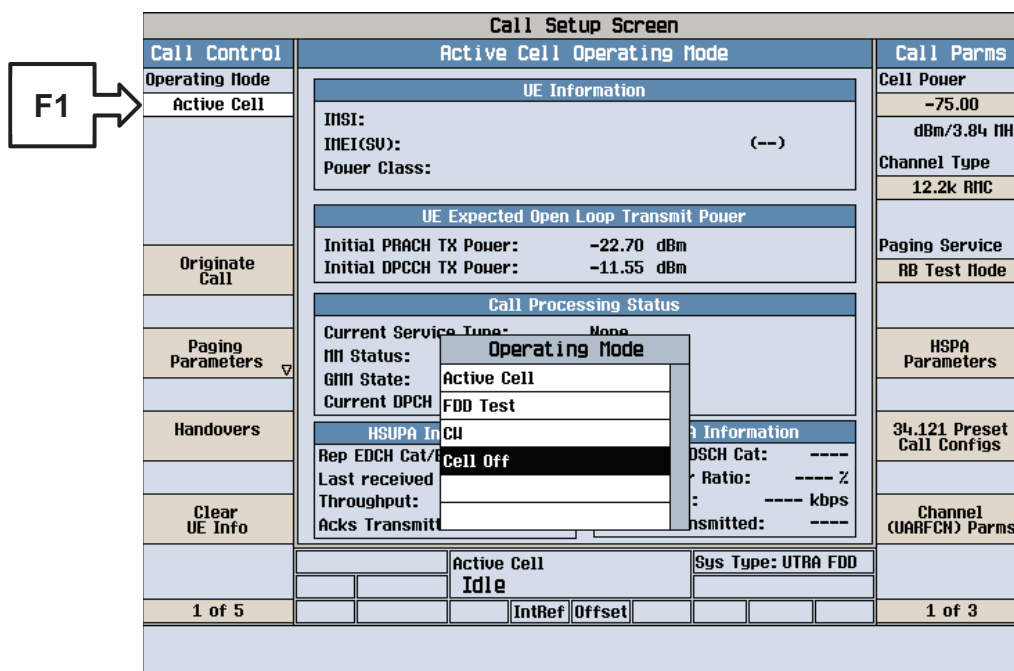 Call Setup Screen
Call Control
Active Cell Operating Mode
Call Parms
F1
Operating Mode
Active Cell
Originate
Call
Paging
Parameters
Handovers
Clear
UE Info
1 of 5
UE Information
IMSI:
IMEI(SV): (--)
Power Class:
UE Expected Open Loop Transmit Power
Initial PRACH TX Power: -22.70 dBm
Initial DPCCH TX Power: -11.55 dBm
Call Processing Status
Current Service Type: None
MM Status:
GMM State:
Current DPCH
Operating Mode
Active Cell
FDD Test
CW
Cell Off
HSUPA In
Rep EDCH Cat/E
Last received
Throughput:
Acks Transmitt
A Information
DSCH Cat: ----
r Ratio: ---- %
: ---- kbps
nsmitted: ----
Active Cell
Idle
Sys Type: UTRA FDD
IntRef Offset
Cell Power
-75.00
dBm/3.84 MH
Channel Type
12.2k RMC
Paging Service
RB Test Mode
HSPA
Parameters
34.121 Preset
Call Configs
Channel
(UARFCN) Parms
1 of 3